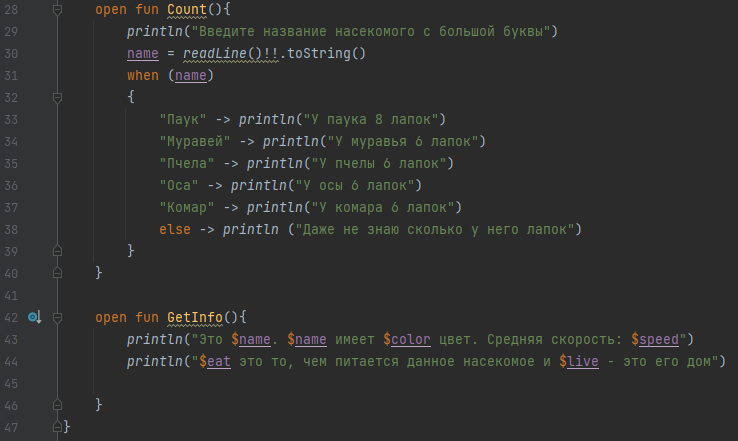 28 open fun Count(){
29 println("Введите название насекомого с большой буквы")
30 name = readLine()!!.toString()
31 when (name)
32 {
33 "Паук" -> println("У паука 8 лапок")
34 "Муравей" -> println("У муравья 6 лапок")
35 "Пчела" -> println("У пчелы 6 лапок")
36 "Оса" -> println("У осы 6 лапок")
37 "Комар" -> println("У комара 6 лапок")
38 else -> println ("Даже не знаю сколько у него лапок")
39 }
40 }
41
42 open fun GetInfo(){
43 println("Это $name. $name имеет $color цвет. Средняя скорость: $speed")
44 println("$eat это то, чем питается данное насекомое и $live - это его дом")
45
46 }
47 }